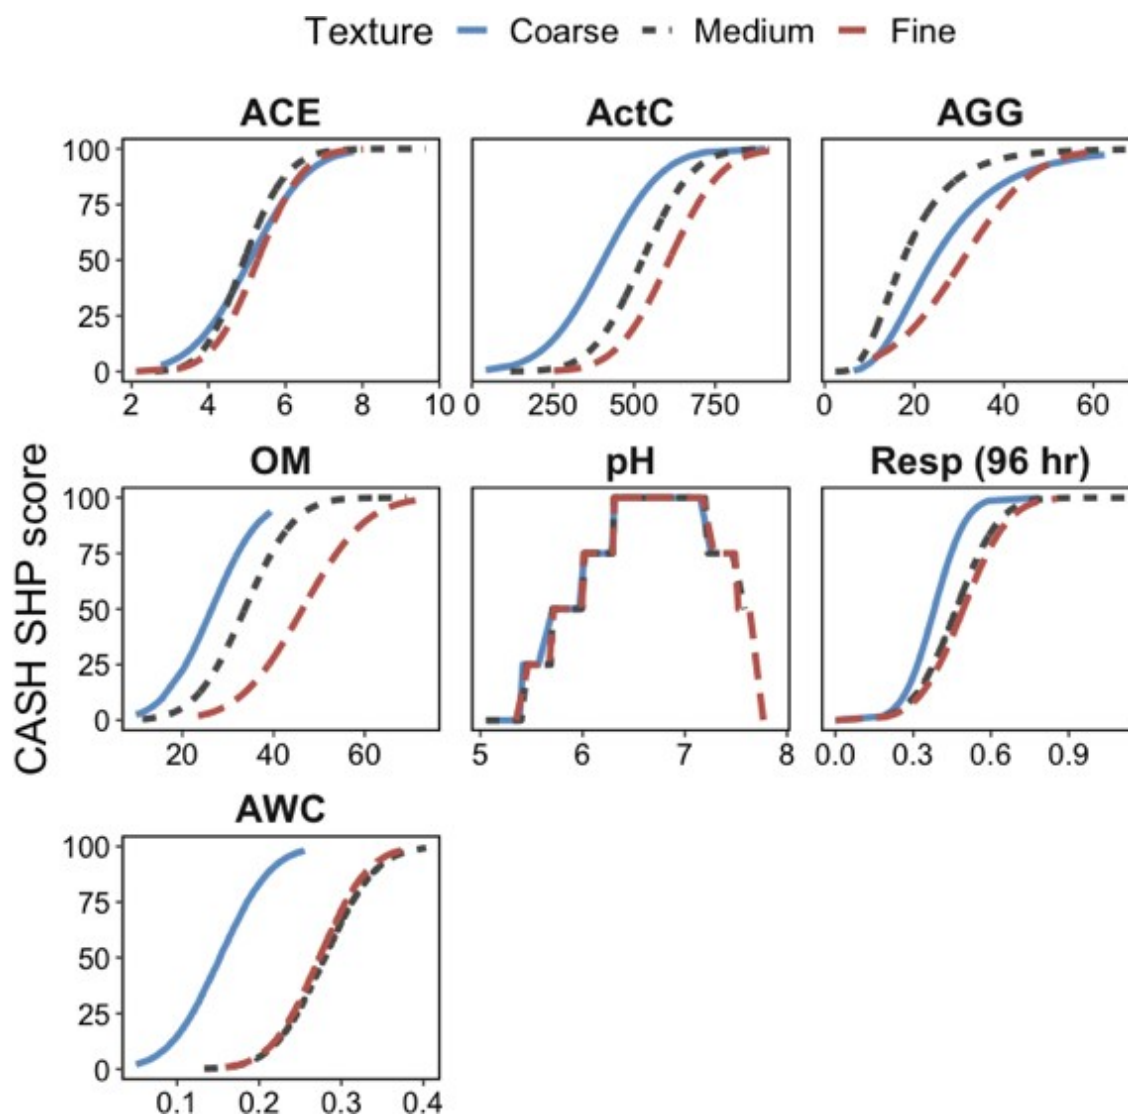 Texture Coarse Medium Fine
ACE ActC AGG
100
75
50
25
0
2 4 6 8 10 0 250 500 750 0 20 40 60
OM pH Resp (96 hr)
100
75
50
25
0
20 40 60 5 6 7 8 0.0 0.3 0.6 0.9
CASH SHP score
AWC
100
75
50
25
0
0.1 0.2 0.3 0.4